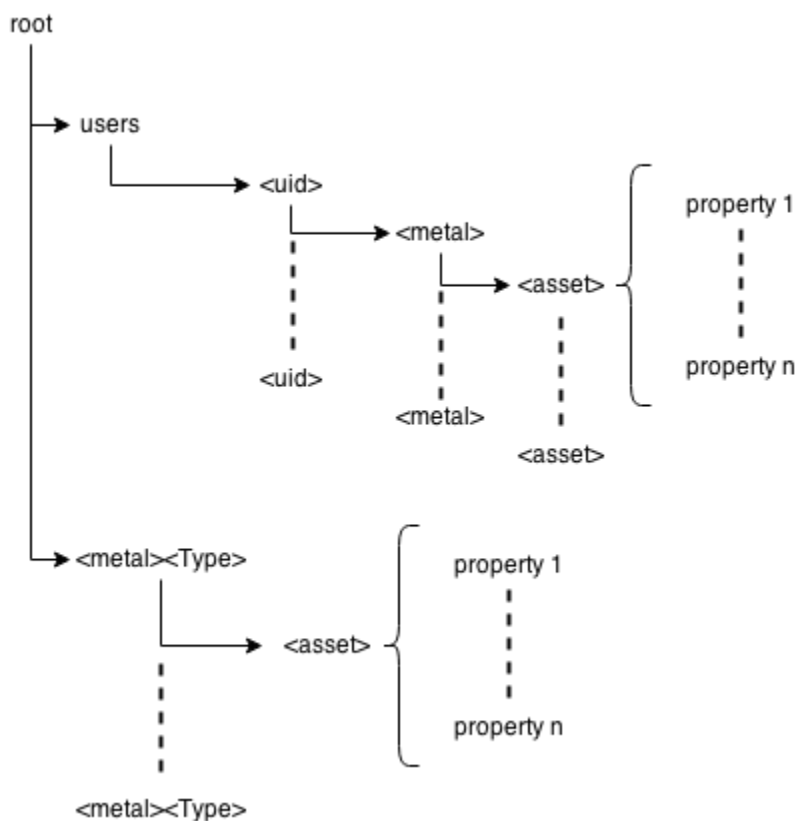 root
users
<uid>
<metal>
<asset>
property 1
property n
<uid>
<metal>
<asset>
<metal><Type>
<asset>
property 1
property n
<metal><Type>